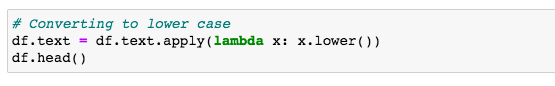 # Converting to lower case
df.text = df.text.apply(lambda x: x.lower())
df.head()